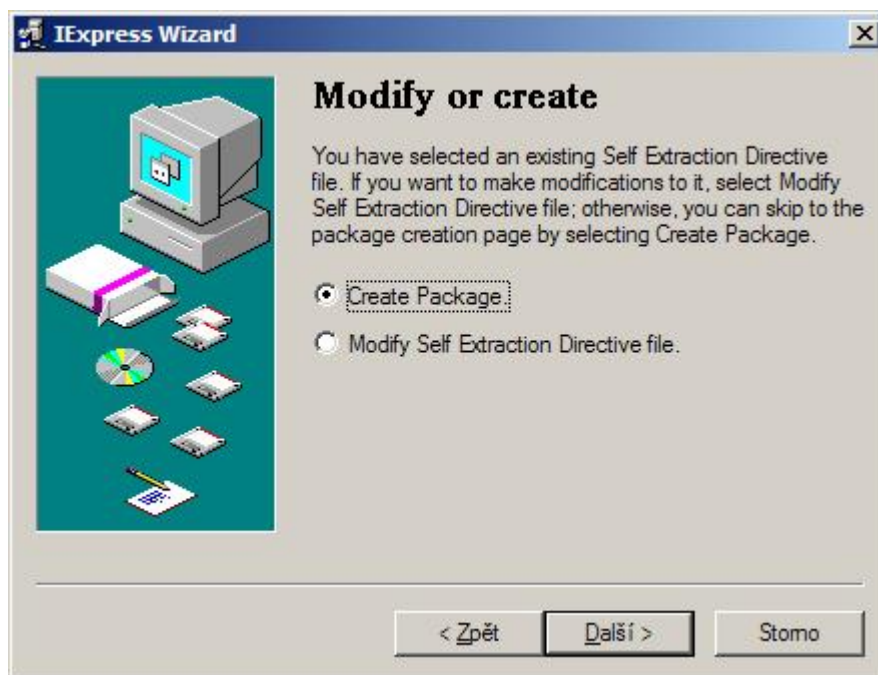 IExpress Wizard
Modify or create
You have selected an existing Self Extraction Directive
file. If you want to make modifications to it, select Modify
Self Extraction Directive file; otherwise, you can skip to the
package creation page by selecting Create Package.
Create Package.
Modify Self Extraction Directive file.
< Zpět Další > Storno